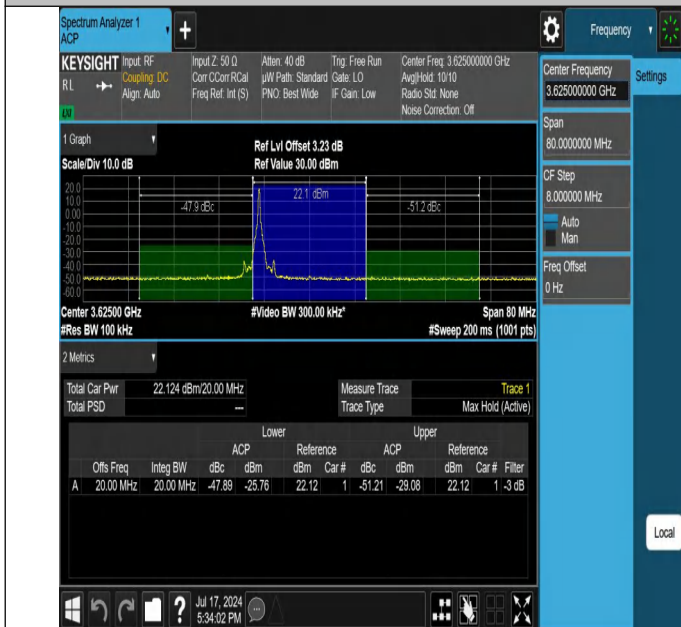 Spectrum Analyzer 1
ACP
+
Frequency
KEYSIGHT
RL
Input: RF
Coupling: DC
Align: Auto
Input Z: 50 Ω
Corr CCorr RCal
Freq Ref: Int (S)
Atten: 40 dB
µW Path: Standard
PNO: Best Wide
Trig: Free Run
Gate: LO
IF Gain: Low
Center Freq: 3.625000000 GHz
Avg|Hold: 10/10
Radio Std: None
Noise Correction: Off
Center Frequency
3.625000000 GHz
Settings
Span
80.0000000 MHz
CF Step
8.000000 MHz
Auto
Man
Freq Offset
0 Hz
1 Graph
Scale/Div 10.0 dB
Ref Lvl Offset 3.23 dB
Ref Value 30.00 dBm
20.0
10.0
0.00
-10.0
-20.0
-30.0
-40.0
-50.0
-60.0
-47.9 dBc
22.1 dBm
-51.2 dBc
Center 3.62500 GHz
#Video BW 300.00 kHz*
Span 80 MHz
#Res BW 100 kHz
#Sweep 200 ms (1001 pts)
2 Metrics
Total Car Pwr 22.124 dBm/20.00 MHz
Total PSD ---
Measure Trace Trace 1
Trace Type Max Hold (Active)
Lower Upper
ACP Reference ACP Reference
Offs Freq Integ BW dBc dBm dBm Car # dBc dBm dBm Car # Filter
A 20.00 MHz 20.00 MHz -47.89 -25.76 22.12 1 -51.21 -29.08 22.12 1 -3 dB
Local
?
Jul 17, 2024
5:34:02 PM